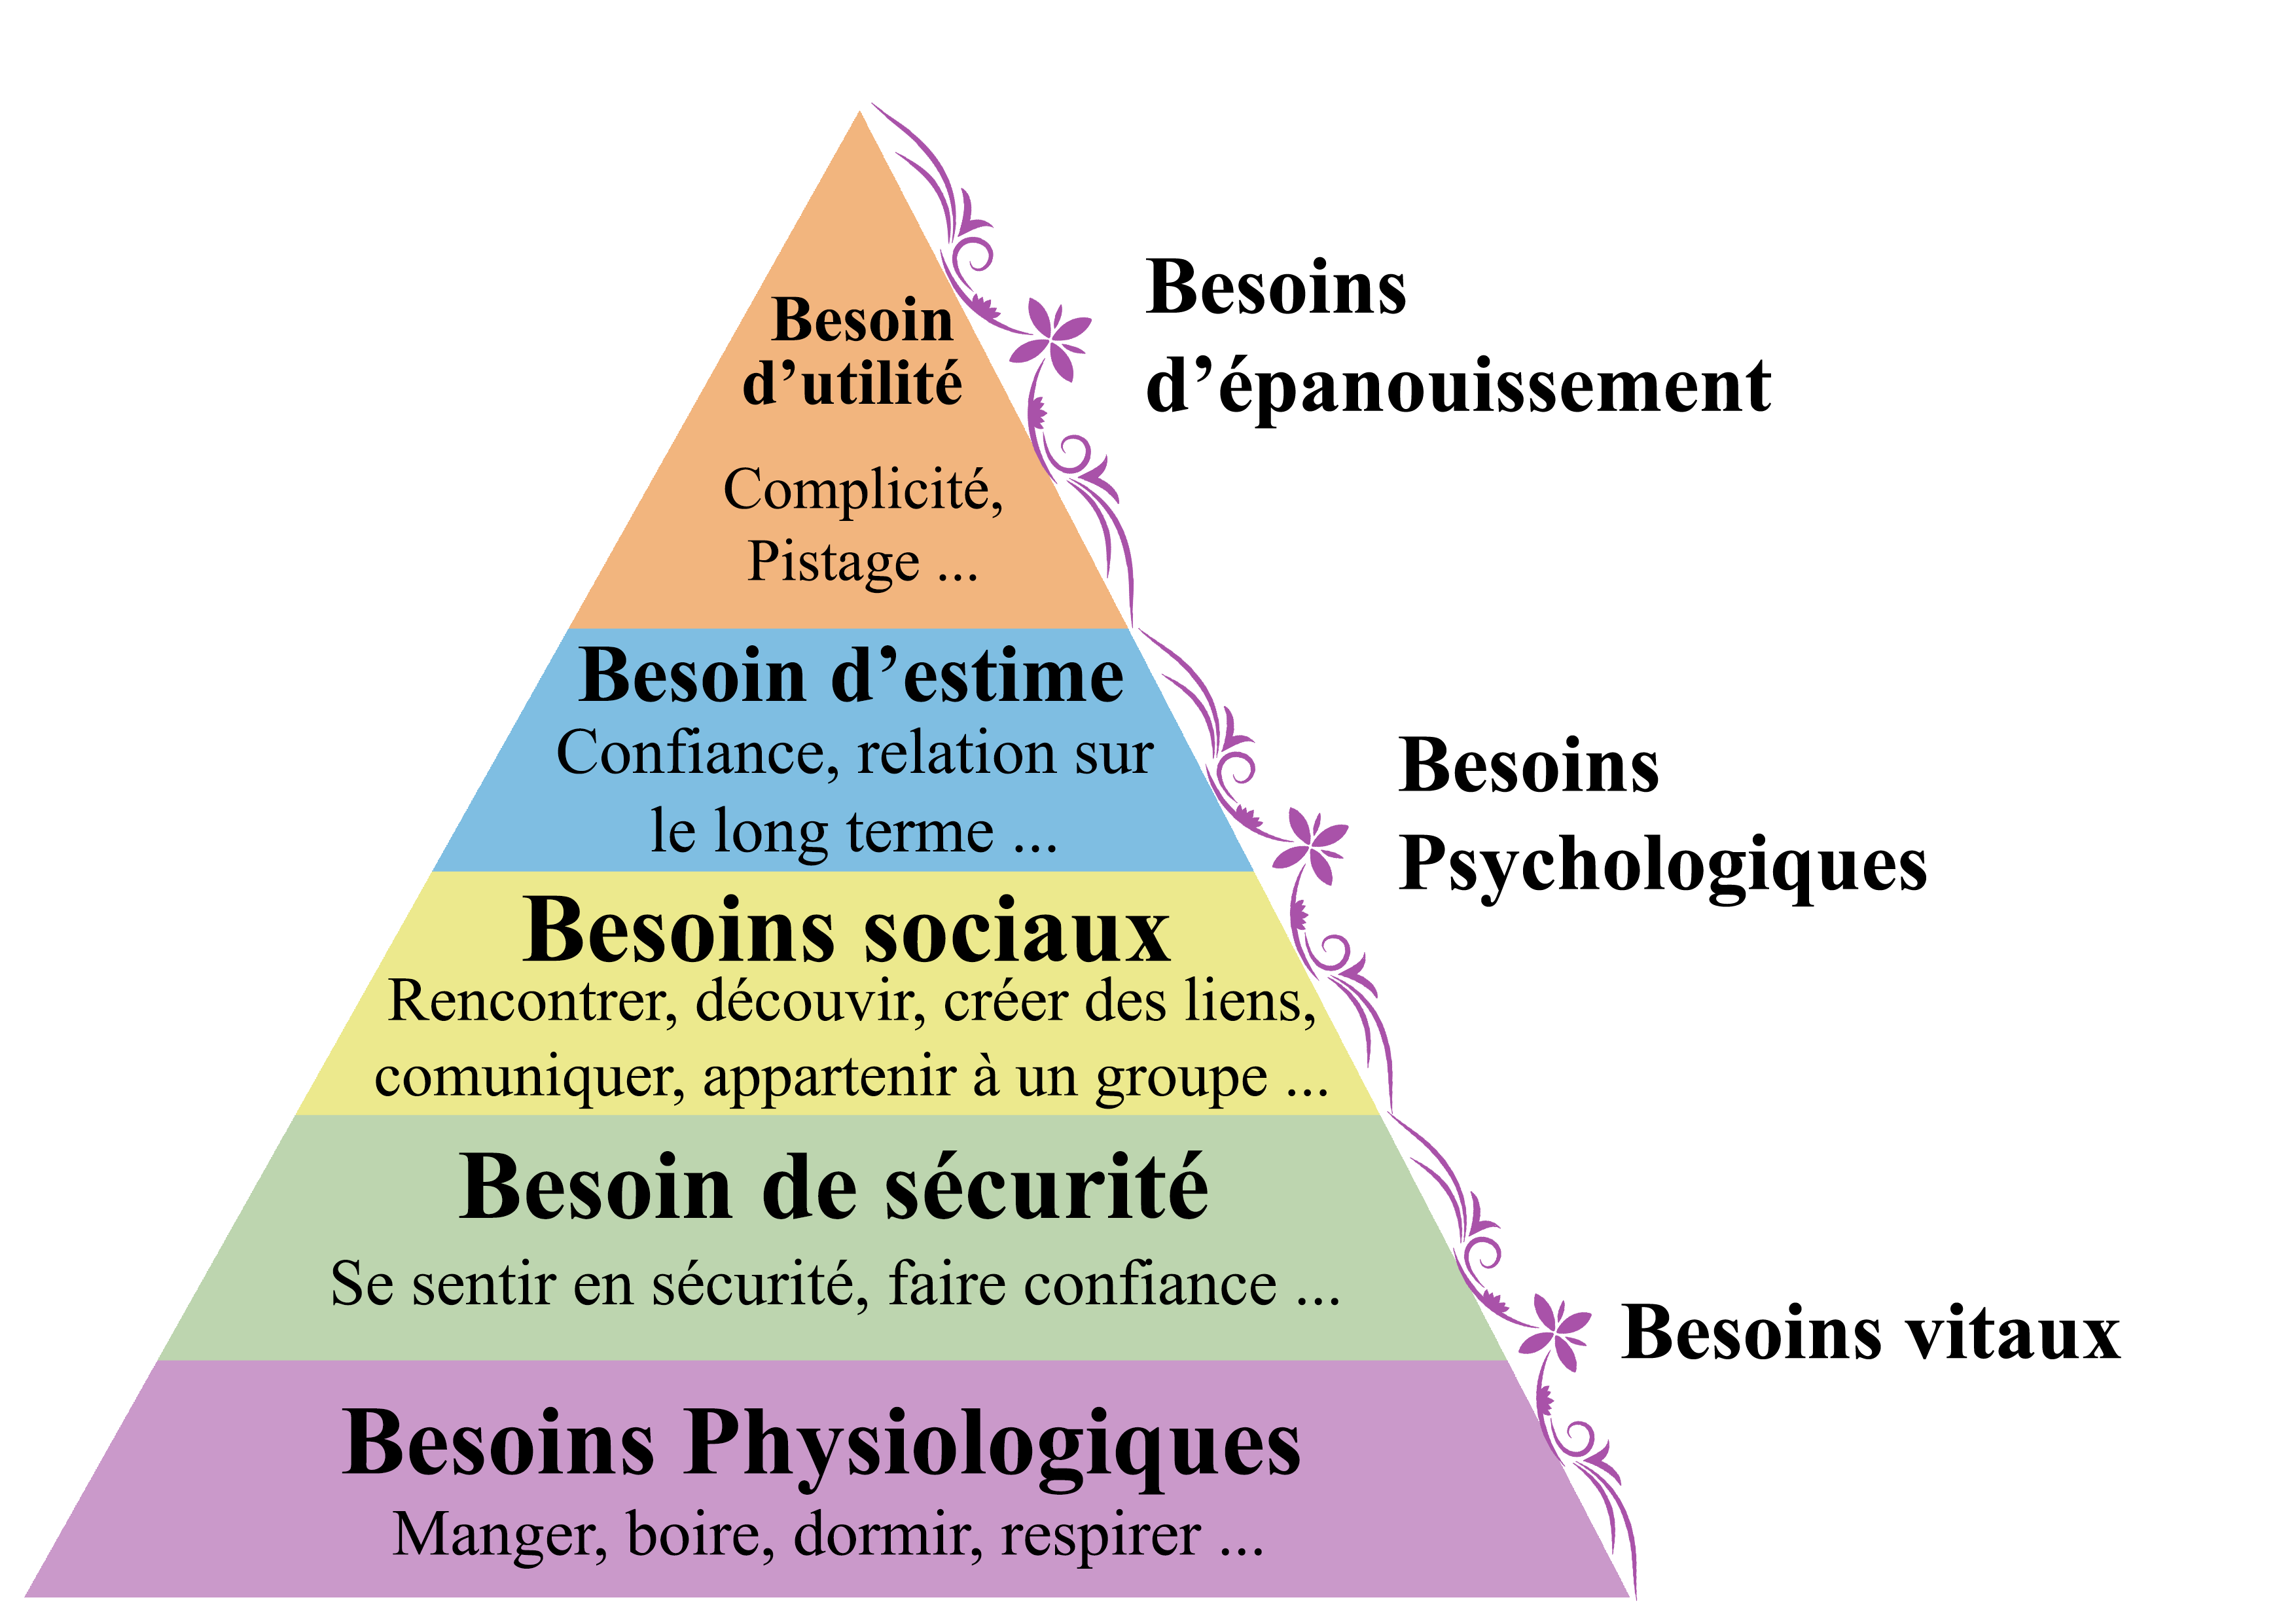 Besoin
d’utilité
Complicité,
Pistage ...
Besoins
d’épanouissement
Besoin d’estime
Confiance, relation sur
le long terme ...
Besoins
Psychologiques
Besoins sociaux
Rencontrer, découvir, créer des liens,
comuniquer, appartenir à un groupe ...
Besoin de sécurité
Se sentir en sécurité, faire confiance ...
Besoins vitaux
Besoins Physiologiques
Manger, boire, dormir, respirer ...